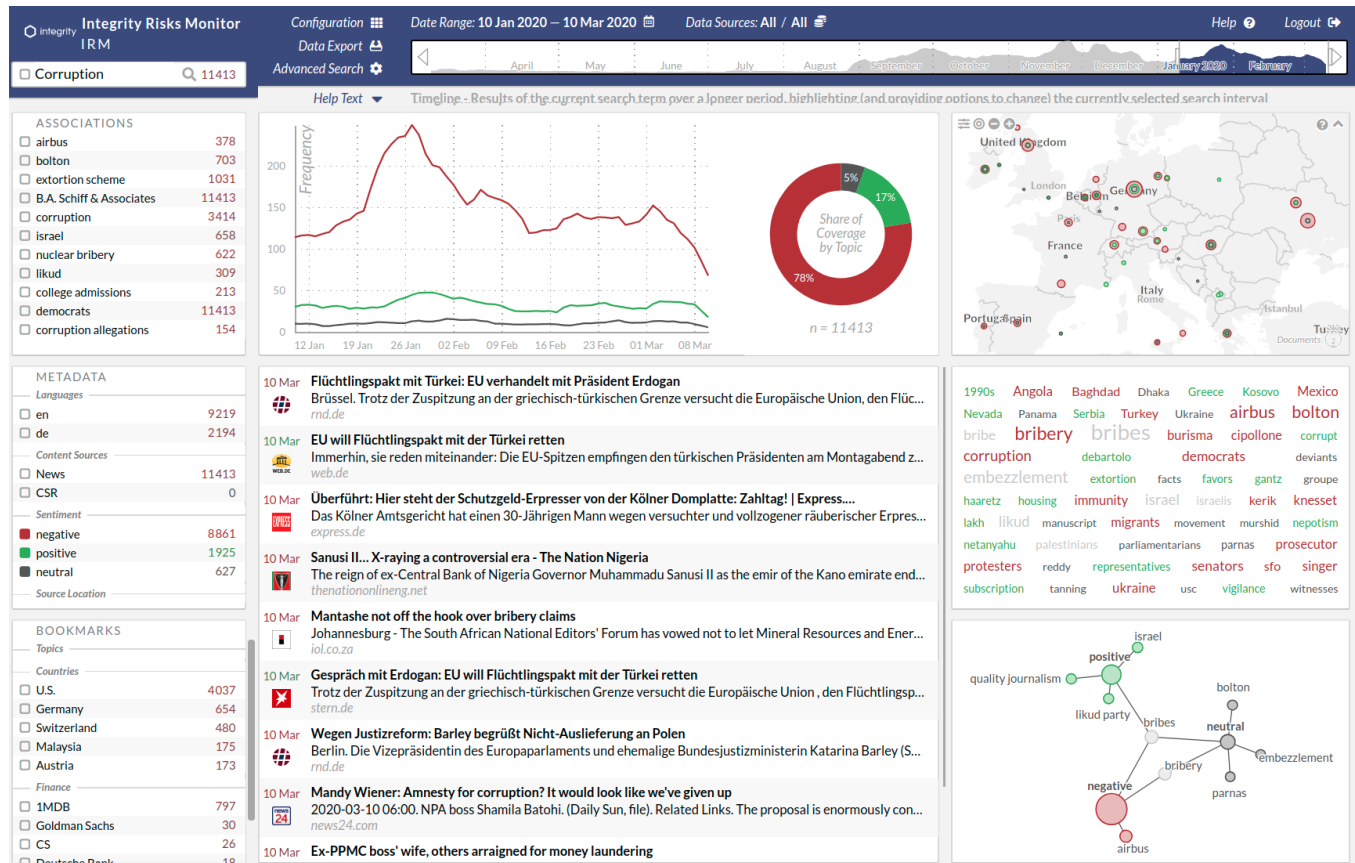 integrity Integrity Risks Monitor
IRM
Corruption 11413
Configuration
Data Export
Advanced Search
Date Range: 10 Jan 2020 — 10 Mar 2020 Data Sources: All / All
Help Logout
April May June July August September October November December January 2020 February
Help Text Timeline - Results of the current search term over a longer period, highlighting (and providing options to change) the currently selected search interval
ASSOCIATIONS
airbus 378
bolton 703
extortion scheme 1031
B.A. Schiff & Associates 11413
corruption 3414
israel 658
nuclear bribery 622
likud 309
college admissions 213
democrats 11413
corruption allegations 154
METADATA
Languages
en 9219
de 2194
Content Sources
News 11413
CSR 0
Sentiment
negative 8861
positive 1925
neutral 627
Source Location
BOOKMARKS
Topics
Countries
U.S. 4037
Germany 654
Switzerland 480
Malaysia 175
Austria 173
Finance
1MDB 797
Goldman Sachs 30
CS 26
Deutsche Bank 18
Frequency
200
150
100
50
0
12 Jan 19 Jan 26 Jan 02 Feb 09 Feb 16 Feb 23 Feb 01 Mar 08 Mar
5%
17%
78%
Share of
Coverage
by Topic
n = 11413
10 Mar Flüchtlingspakt mit Türkei: EU verhandelt mit Präsident Erdogan
Brüssel. Trotz der Zuspitzung an der griechisch-türkischen Grenze versucht die Europäische Union, den Flüc...
rnd.de
10 Mar EU will Flüchtlingspakt mit der Türkei retten
WEB.DE Immerhin, sie reden miteinander: Die EU-Spitzen empfingen den türkischen Präsidenten am Montagabend z...
web.de
10 Mar Überführt: Hier steht der Schutzgeld-Erpresser von der Kölner Domplatte: Zahltag! | Express....
EXPRESS Das Kölner Amtsgericht hat einen 30-Jährigen Mann wegen versuchter und vollzogener räuberischer Erpres...
express.de
10 Mar Sanusi II... X-raying a controversial era - The Nation Nigeria
The reign of ex-Central Bank of Nigeria Governor Muhammadu Sanusi II as the emir of the Kano emirate end...
thenationonlineng.net
10 Mar Mantashe not off the hook over bribery claims
Johannesburg - The South African National Editors' Forum has vowed not to let Mineral Resources and Ener...
iol.co.za
10 Mar Gespräch mit Erdogan: EU will Flüchtlingspakt mit der Türkei retten
Trotz der Zuspitzung an der griechisch-türkischen Grenze versucht die Europäische Union , den Flüchtlingsp...
stern.de
10 Mar Wegen Justizreform: Barley begrüßt Nicht-Auslieferung an Polen
Berlin. Die Vizepräsidentin des Europaparlaments und ehemalige Bundesjustizministerin Katarina Barley (S...
rnd.de
10 Mar Mandy Wiener: Amnesty for corruption? It would look like we've given up
news 24 2020-03-10 06:00. NPA boss Shamila Batohi. (Daily Sun, file). Related Links. The proposal is enormously con...
news24.com
10 Mar Ex-PPMC boss' wife, others arraigned for money laundering
United Kingdom
London
Belgium
Germany
Paris
France
Italy
Rome
Istanbul
Portugal
Spain
Turkey
Documents 2
1990s Angola Baghdad Dhaka Greece Kosovo Mexico
Nevada Panama Serbia Turkey Ukraine airbus bolton
bribe bribery bribes burisma cipollone corrupt
corruption debartolo democrats deviants
embezzlement extortion facts favors gantz groupe
haaretz housing immunity israel israelis kerik knesset
lakh likud manuscript migrants movement murshid nepotism
netanyahu palestinians parliamentarians parnas prosecutor
protesters reddy representatives senators sfo singer
subscription tanning ukraine usc vigilance witnesses
israel
positive
quality journalism
likud party
bolton
bribes
neutral
embezzlement
bribery
parnas
negative
airbus